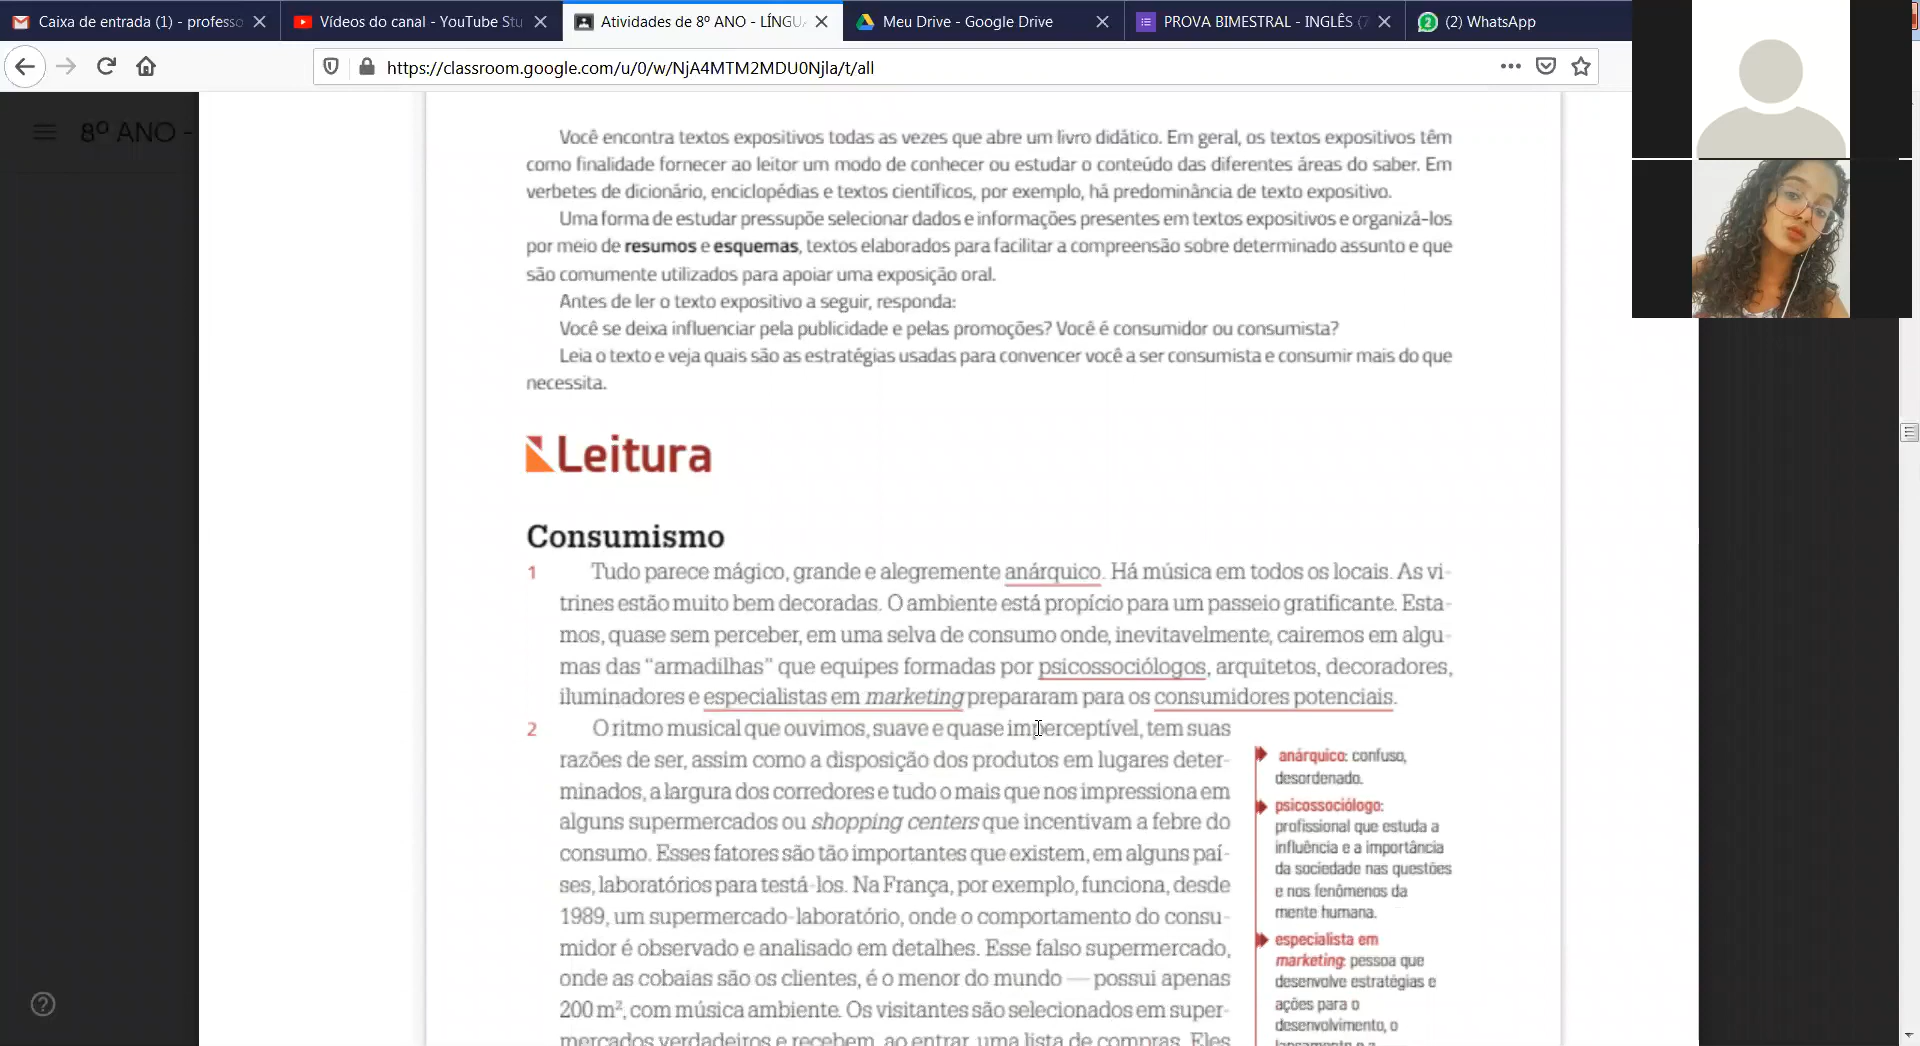 Caixa de entrada (1) - professo
Vídeos do canal - YouTube Stu
Atividades de 8º ANO - LÍNGUA
Meu Drive - Google Drive
PROVA BIMESTRAL - INGLÊS (7
(2) WhatsApp
https://classroom.google.com/u/0/w/NjA4MTM2MDU0Njla/t/all
8º ANO -
Você encontra textos expositivos todas as vezes que abre um livro didático. Em geral, os textos expositivos têm
como finalidade fornecer ao leitor um modo de conhecer ou estudar o conteúdo das diferentes áreas do saber. Em
verbetes de dicionário, enciclopédias e textos científicos, por exemplo, há predominância de texto expositivo.
Uma forma de estudar pressupõe selecionar dados e informações presentes em textos expositivos e organizá-los
por meio de resumos e esquemas, textos elaborados para facilitar a compreensão sobre determinado assunto e que
são comumente utilizados para apoiar uma exposição oral.
Antes de ler o texto expositivo a seguir, responda:
Você se deixa influenciar pela publicidade e pelas promoções? Você é consumidor ou consumista?
Leia o texto e veja quais são as estratégias usadas para convencer você a ser consumista e consumir mais do que
necessita.
Leitura
Consumismo
1 Tudo parece mágico, grande e alegremente anárquico. Há música em todos os locais. As vi-
trines estão muito bem decoradas. O ambiente está propício para um passeio gratificante. Esta-
mos, quase sem perceber, em uma selva de consumo onde, inevitavelmente, cairemos em algu-
mas das “armadilhas” que equipes formadas por psicossociólogos, arquitetos, decoradores,
iluminadores e especialistas em marketing prepararam para os consumidores potenciais.
2 O ritmo musical que ouvimos, suave e quase imperceptível, tem suas
razões de ser, assim como a disposição dos produtos em lugares deter-
minados, a largura dos corredores e tudo o mais que nos impressiona em
alguns supermercados ou shopping centers que incentivam a febre do
consumo. Esses fatores são tão importantes que existem, em alguns paí-
ses, laboratórios para testá-los. Na França, por exemplo, funciona, desde
1989, um supermercado-laboratório, onde o comportamento do consu-
midor é observado e analisado em detalhes. Esse falso supermercado,
onde as cobaias são os clientes, é o menor do mundo — possui apenas
200 m², com música ambiente. Os visitantes são selecionados em super-
mercados verdadeiros e recebem, ao entrar, uma lista de compras. Eles
anárquico: confuso,
desordenado.
psicossociólogo:
profissional que estuda a
influência e a importância
da sociedade nas questões
e nos fenômenos da
mente humana.
especialista em
marketing: pessoa que
desenvolve estratégias e
ações para o
desenvolvimento, o
lançamento e a